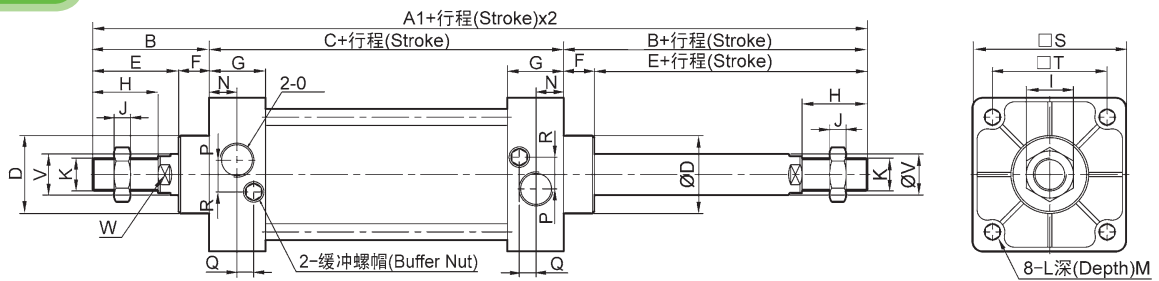 A1+行程(Stroke)x2
B C+行程(Stroke) B+行程(Stroke) □S
E F G G F E+行程(Stroke) □T
H N 2-0 N H I
J R J
P
D V K ØD K ØV
R P
W
Q 2-缓冲螺帽(Buffer Nut) Q 8-L深(Depth)M